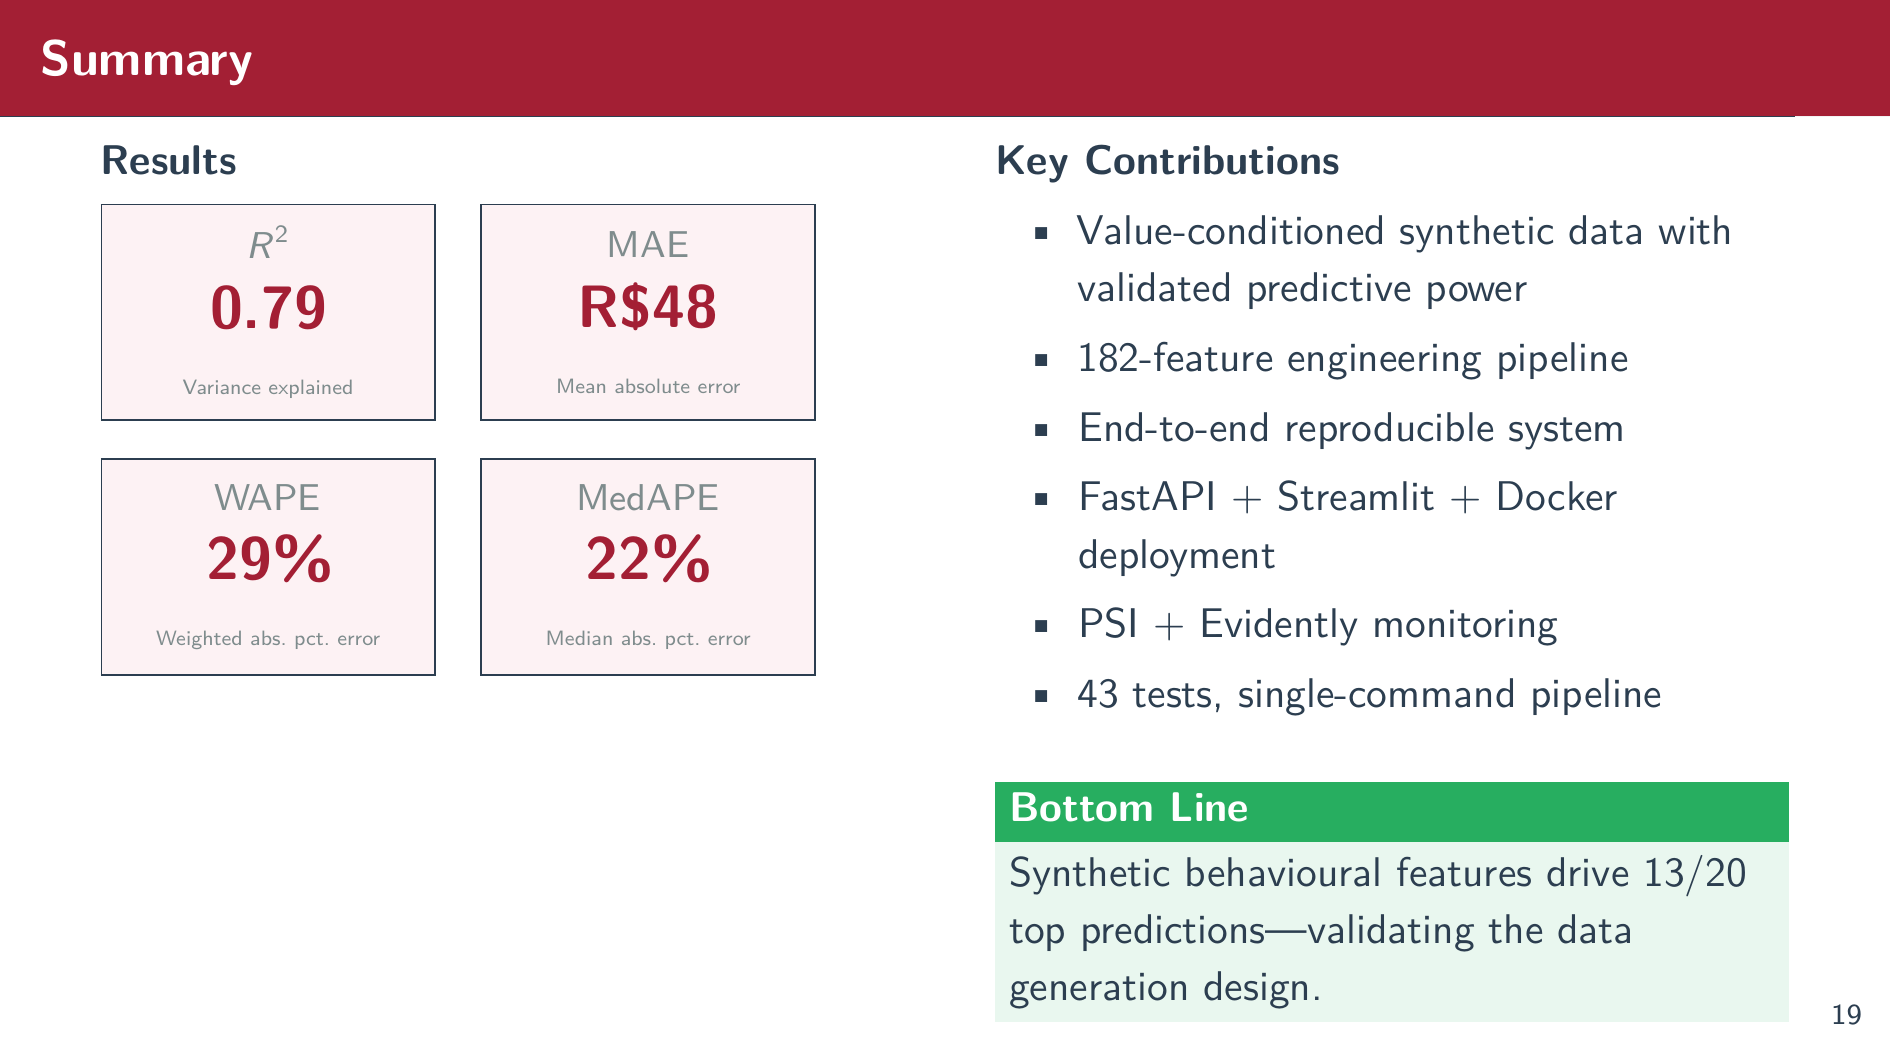 Summary
Results
R²
0.79
Variance explained
MAE
R$48
Mean absolute error
WAPE
29%
Weighted abs. pct. error
MedAPE
22%
Median abs. pct. error
Key Contributions
▪ Value-conditioned synthetic data with
validated predictive power
▪ 182-feature engineering pipeline
▪ End-to-end reproducible system
▪ FastAPI + Streamlit + Docker
deployment
▪ PSI + Evidently monitoring
▪ 43 tests, single-command pipeline
Bottom Line
Synthetic behavioural features drive 13/20
top predictions—validating the data
generation design.
19